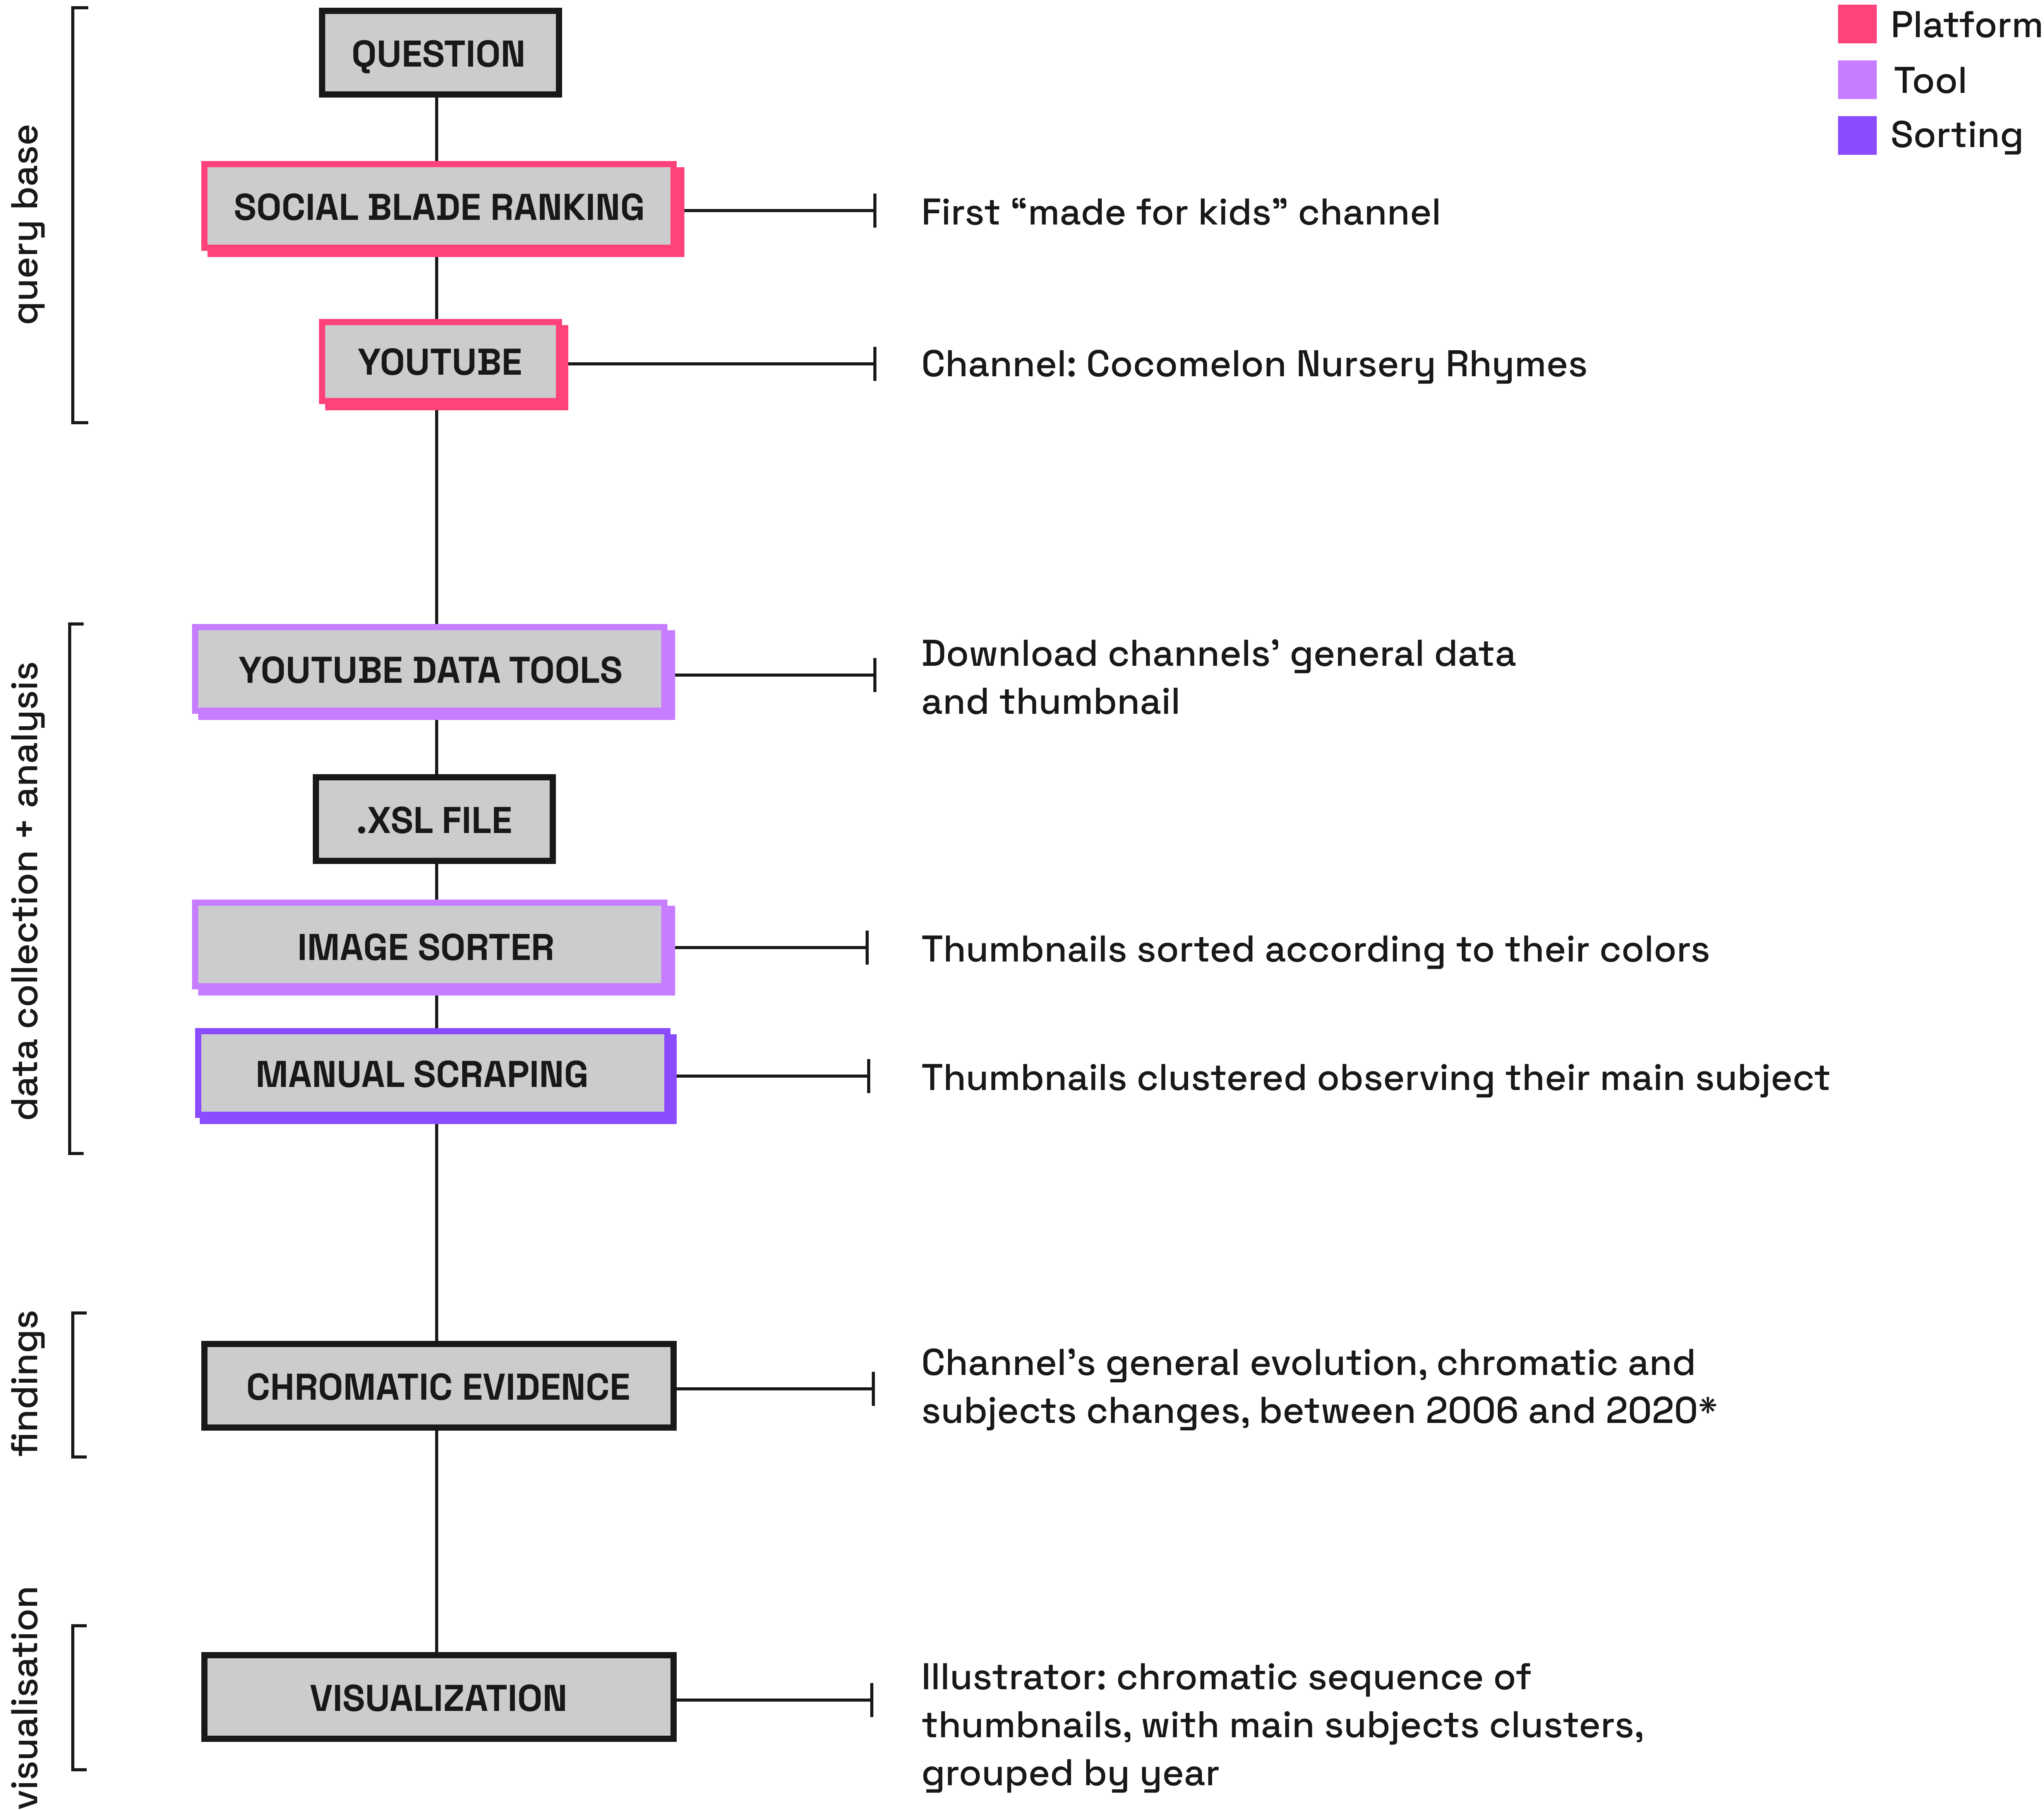 Platform
Tool
Sorting
query base
QUESTION
SOCIAL BLADE RANKING
First “made for kids” channel
YOUTUBE
Channel: Cocomelon Nursery Rhymes
data collection + analysis
YOUTUBE DATA TOOLS
Download channels’ general data
and thumbnail
.XSL FILE
IMAGE SORTER
Thumbnails sorted according to their colors
MANUAL SCRAPING
Thumbnails clustered observing their main subject
findings
CHROMATIC EVIDENCE
Channel’s general evolution, chromatic and
subjects changes, between 2006 and 2020*
visualisation
VISUALIZATION
Illustrator: chromatic sequence of
thumbnails, with main subjects clusters,
grouped by year